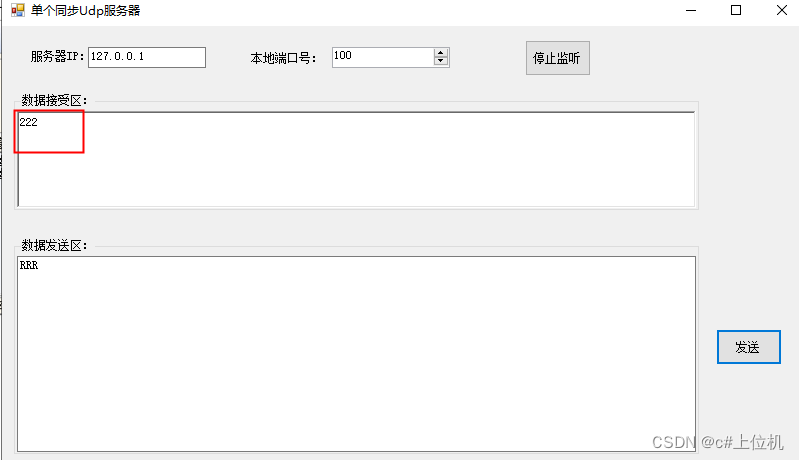 单个同步Udp服务器
服务器IP: 127.0.0.1 本地端口号: 100 停止监听
数据接受区:
222
数据发送区:
RRR
发送
CSDN @c#上位机